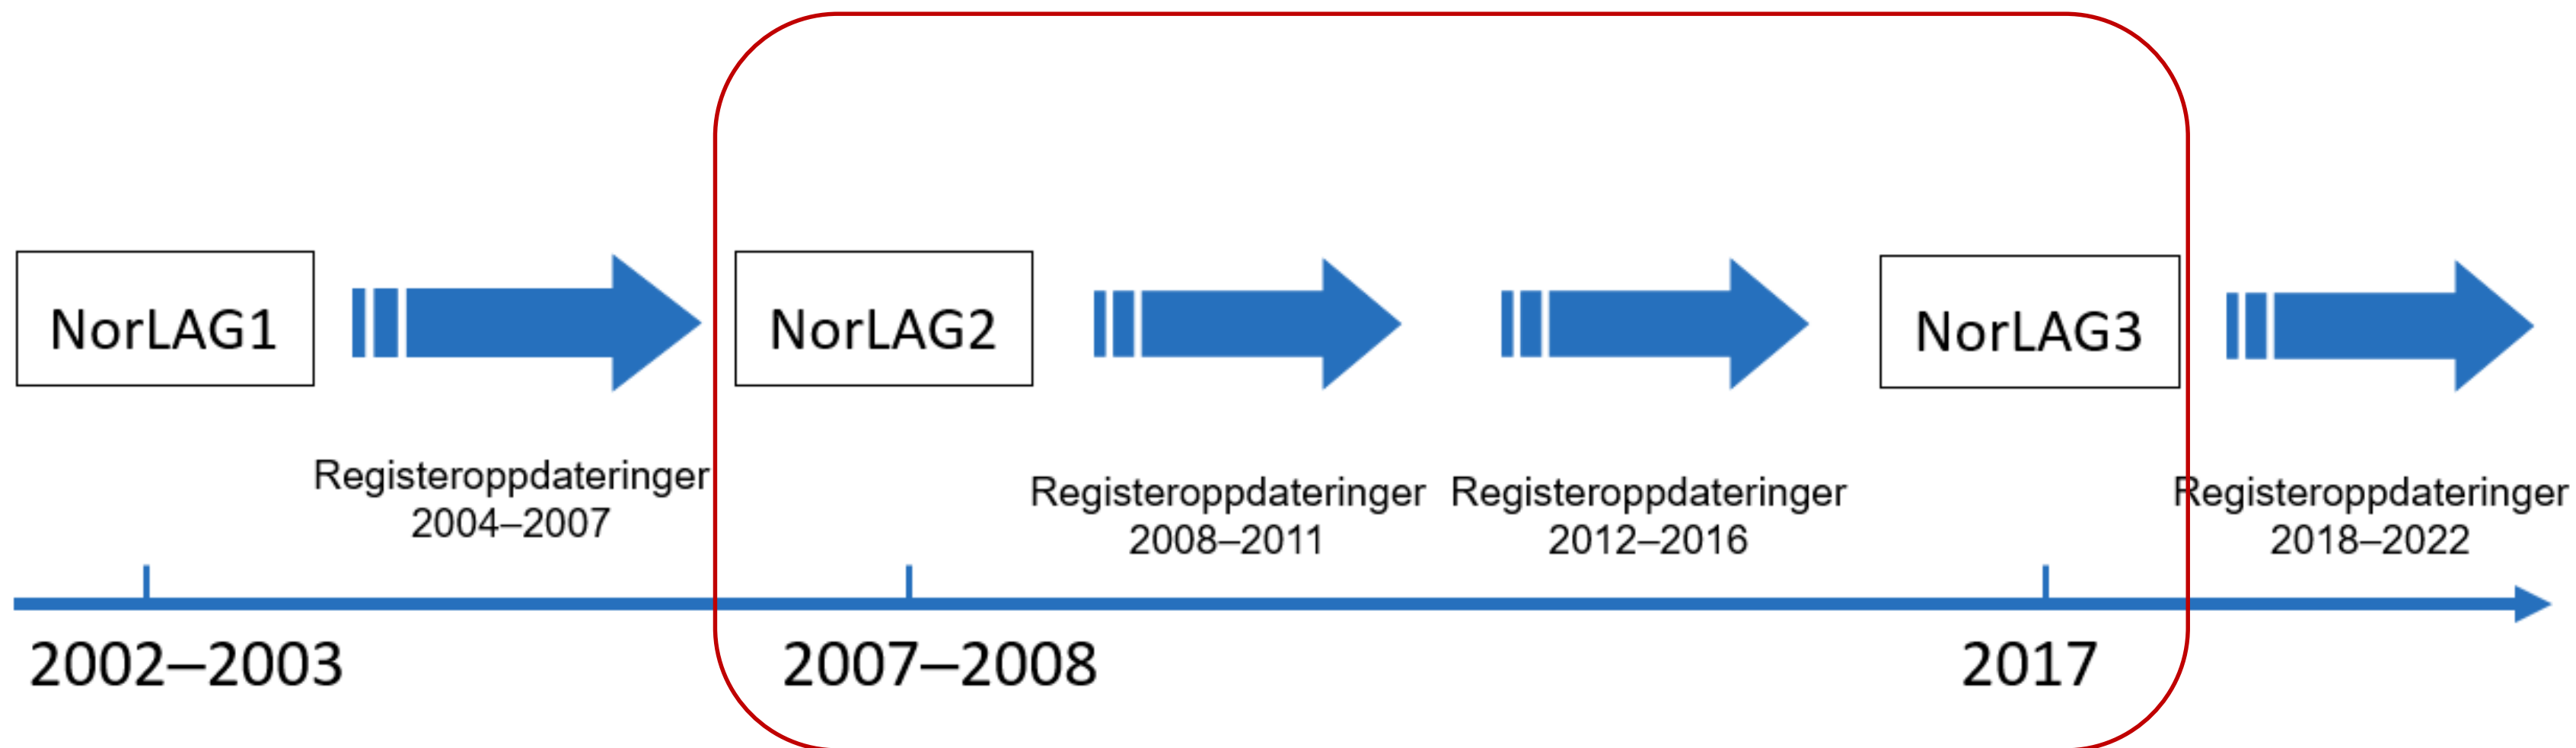 NorLAG1
NorLAG2
NorLAG3
Registeroppdateringer
2004–2007
Registeroppdateringer
2008–2011
Registeroppdateringer
2012–2016
Registeroppdateringer
2018–2022
2002–2003
2007–2008
2017